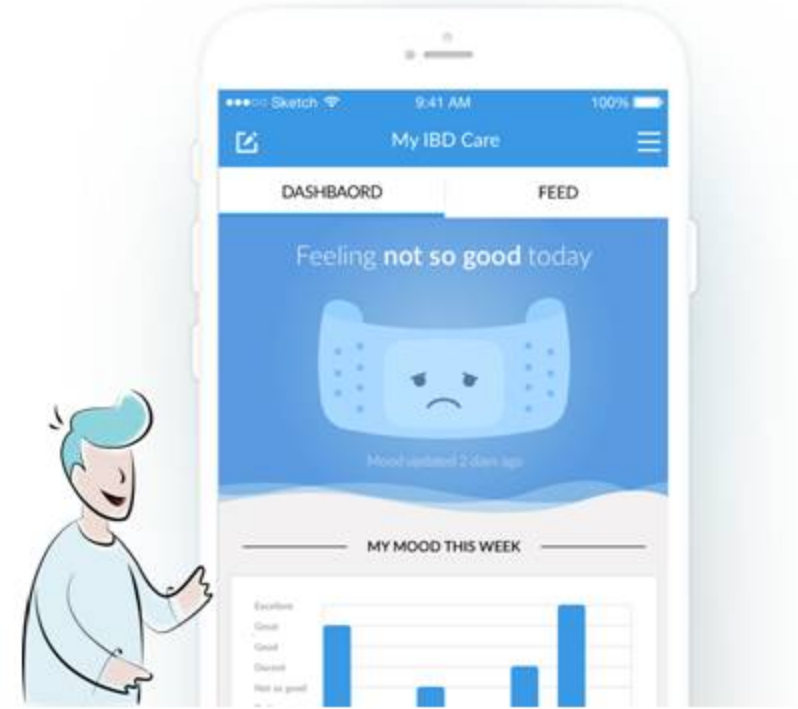 Sketch 9:41 AM 100%
My IBD Care
DASHBAORD FEED
Feeling not so good today
Mood updated 2 days ago
MY MOOD THIS WEEK
Excellent
Great
Good
Decent
Not so good